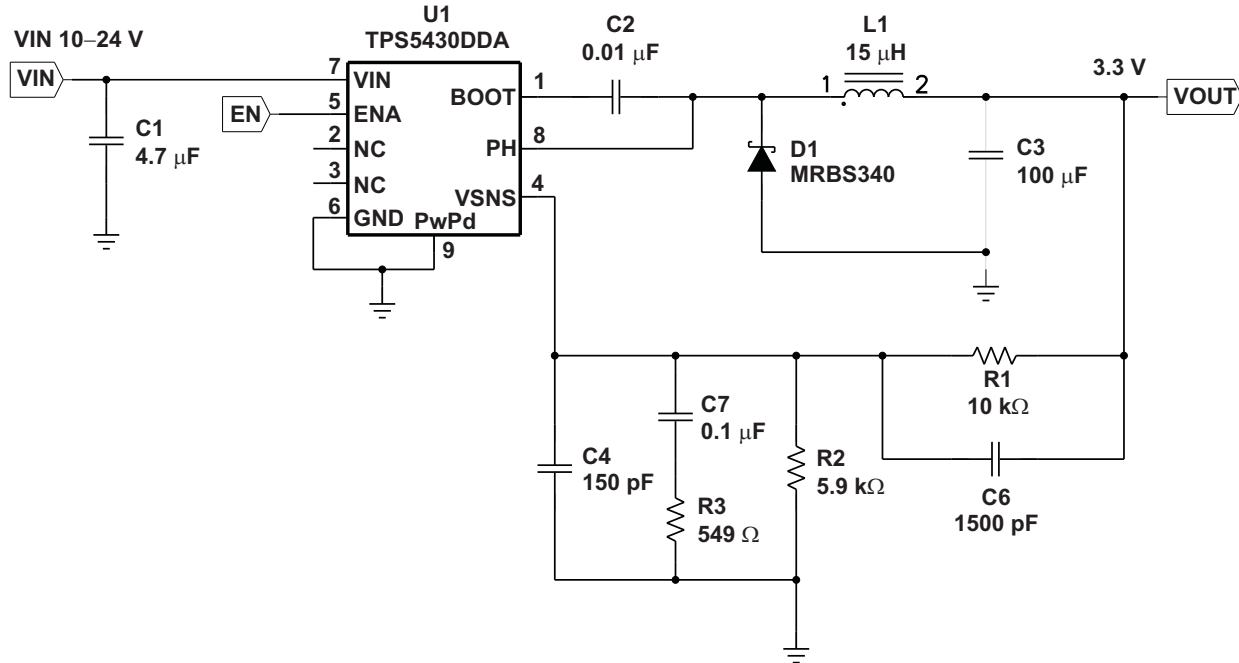 U1
TPS5430DDA
VIN 10–24 V
VIN
C1
4.7 μF
EN
7
5
2
3
6
VIN
ENA
NC
NC
GND
BOOT
PH
VSNS
PwPd
9
1
8
4
C2
0.01 μF
L1
15 μH
1
2
3.3 V
VOUT
D1
MRBS340
C3
100 μF
R1
10 kΩ
C7
0.1 μF
C4
150 pF
R3
549 Ω
R2
5.9 kΩ
C6
1500 pF